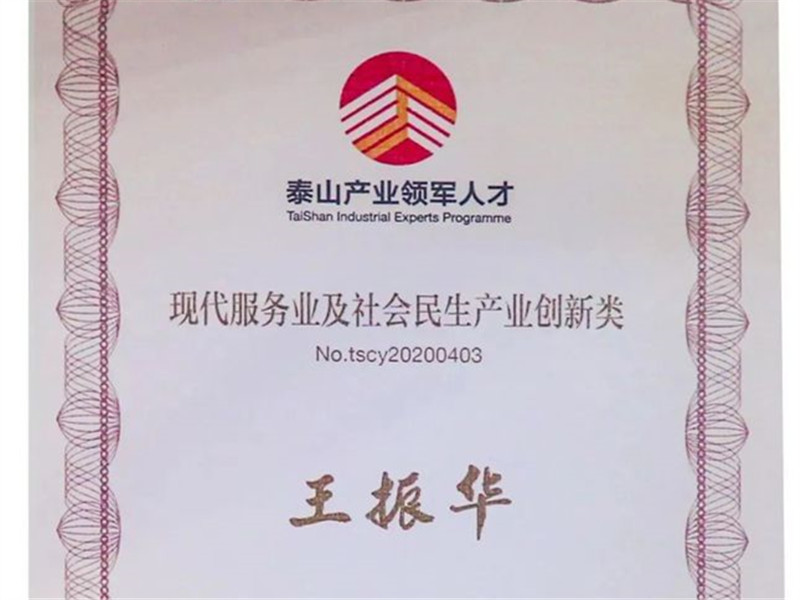 泰山产业领军人才
TaiShan Industrial Experts Programme
现代服务业及社会民生产业创新类
No.tscy20200403
王振华